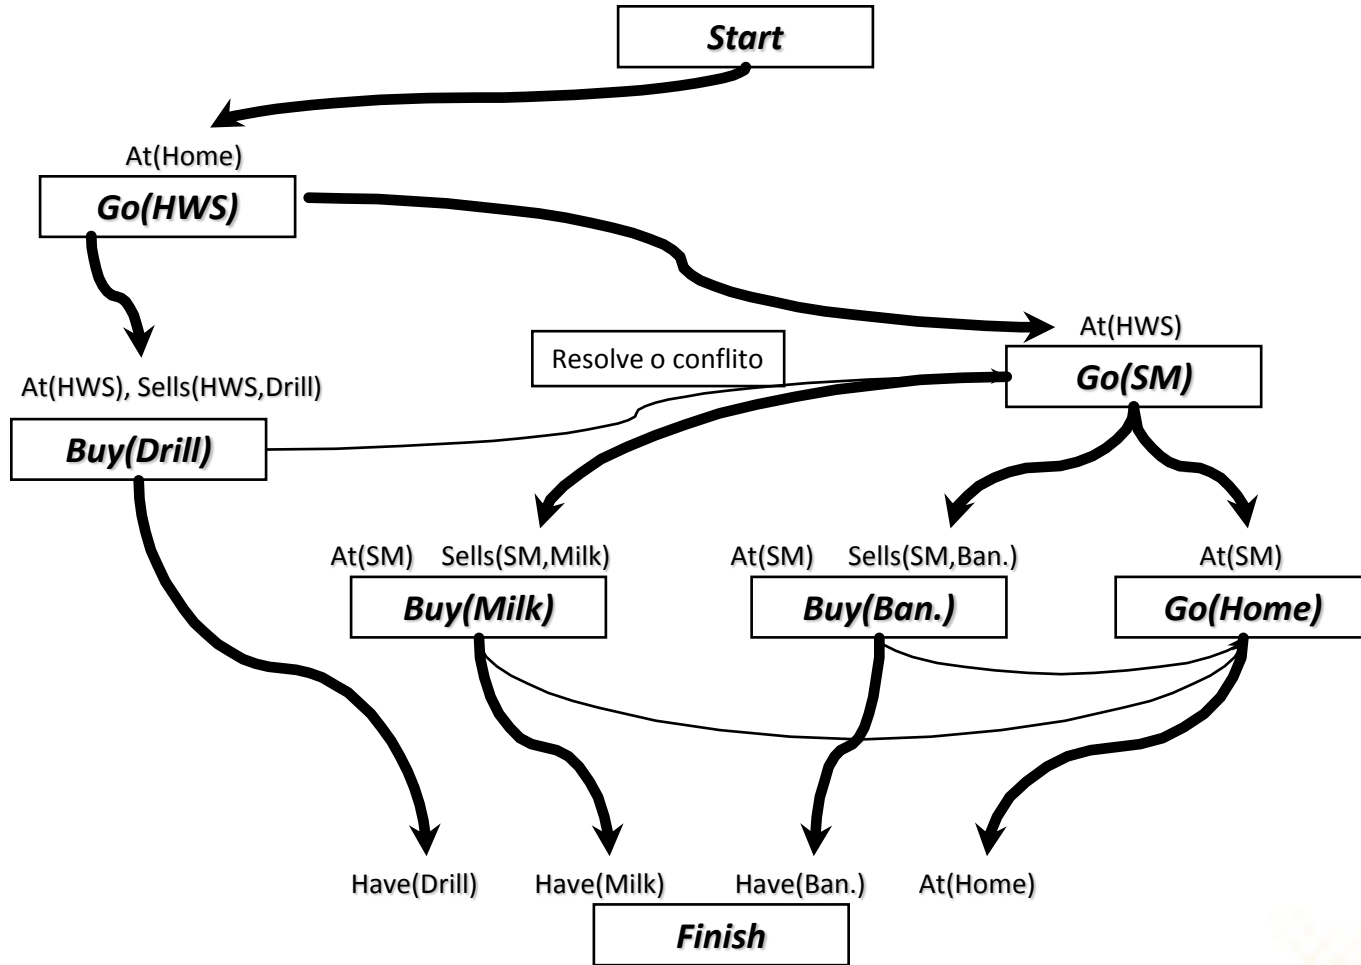 Start
At(Home)
Go(HWS)
At(HWS)
Resolve o conflito
Go(SM)
At(HWS), Sells(HWS,Drill)
Buy(Drill)
At(SM) Sells(SM,Milk)
At(SM) Sells(SM,Ban.)
At(SM)
Buy(Milk)
Buy(Ban.)
Go(Home)
Have(Drill)
Have(Milk)
Have(Ban.)
At(Home)
Finish